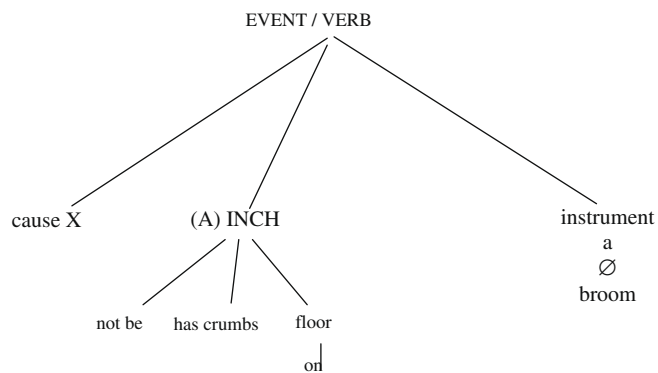 EVENT / VERB
cause X
(A) INCH
instrument
a
∅
broom
not be
has crumbs
floor
on